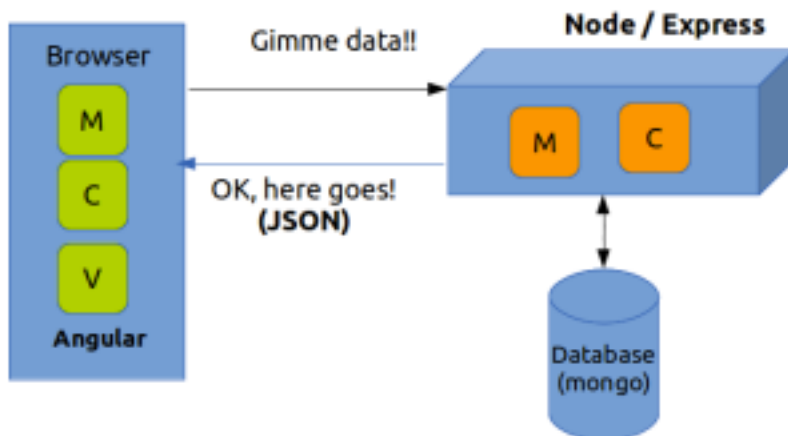 Browser
M
C
V
Angular
Gimme data!!
OK, here goes!
(JSON)
Node / Express
M
C
Database
(mongo)